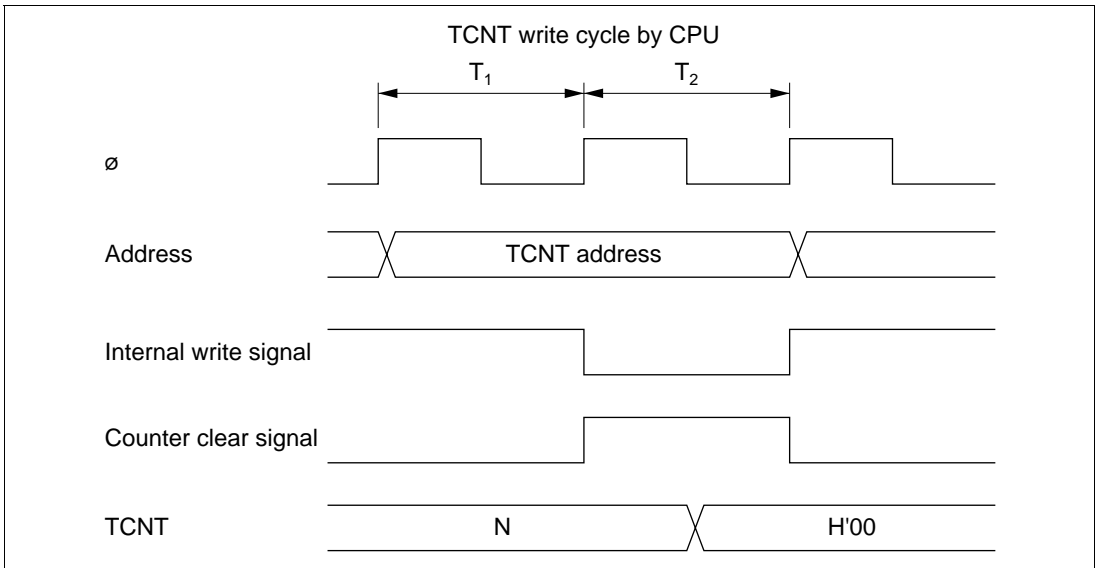 TCNT write cycle by CPU
T1 T2
ø
Address TCNT address
Internal write signal
Counter clear signal
TCNT N H'00